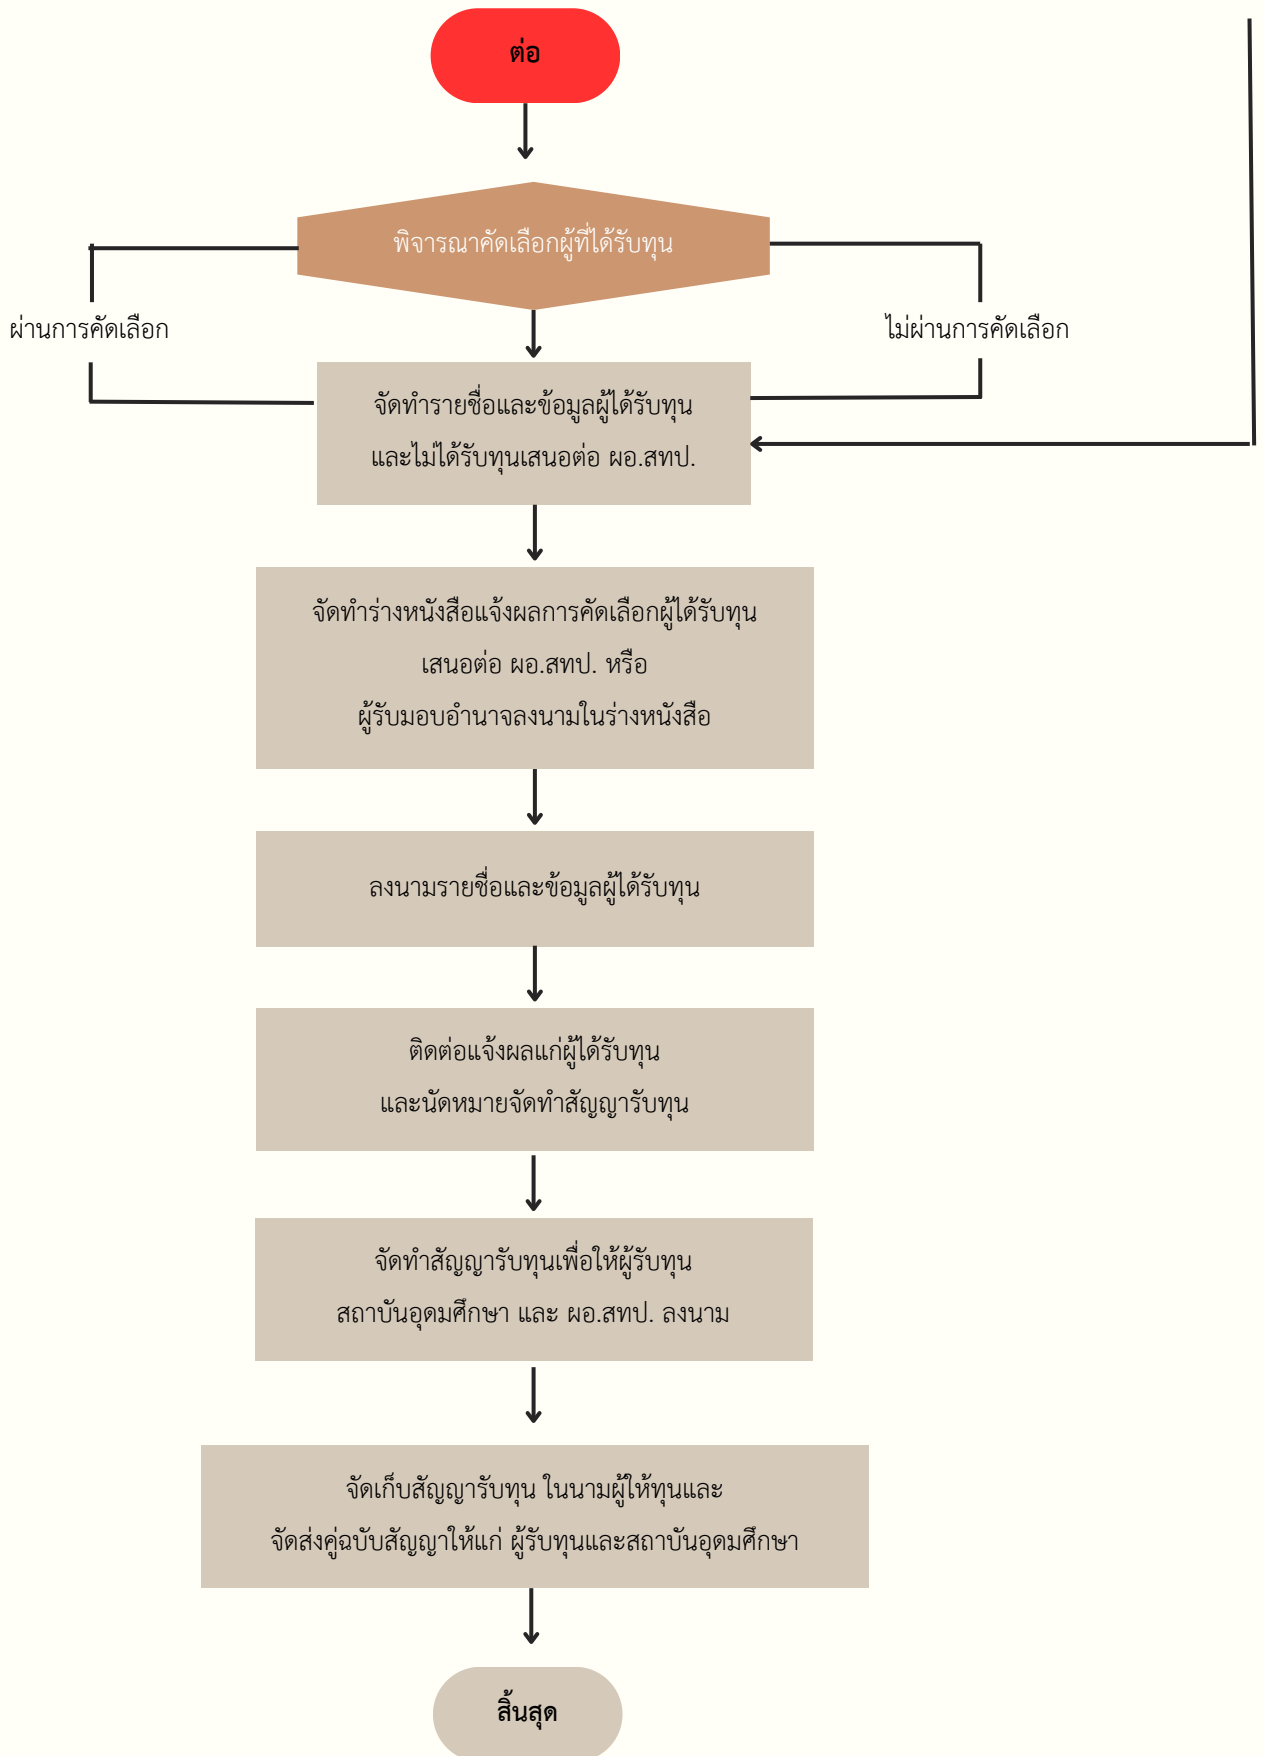 ต่อ
พิจารณาคัดเลือกผู้ที่ได้รับทุน
ผ่านการคัดเลือก
ไม่ผ่านการคัดเลือก
จัดทำรายชื่อและข้อมูลผู้ได้รับทุน
และไม่ได้รับทุนเสนอต่อ ผอ.สทป.
จัดทำร่างหนังสือแจ้งผลการคัดเลือกผู้ได้รับทุน
เสนอต่อ ผอ.สทป. หรือ
ผู้รับมอบอำนาจลงนามในร่างหนังสือ
ลงนามรายชื่อและข้อมูลผู้ได้รับทุน
ติดต่อแจ้งผลแก่ผู้ได้รับทุน
และนัดหมายจัดทำสัญญารับทุน
จัดทำสัญญารับทุนเพื่อให้ผู้รับทุน
สถาบันอุดมศึกษา และ ผอ.สทป. ลงนาม
จัดเก็บสัญญารับทุน ในนามผู้ให้ทุนและ
จัดส่งคู่ฉบับสัญญาให้แก่ ผู้รับทุนและสถาบันอุดมศึกษา
สิ้นสุด